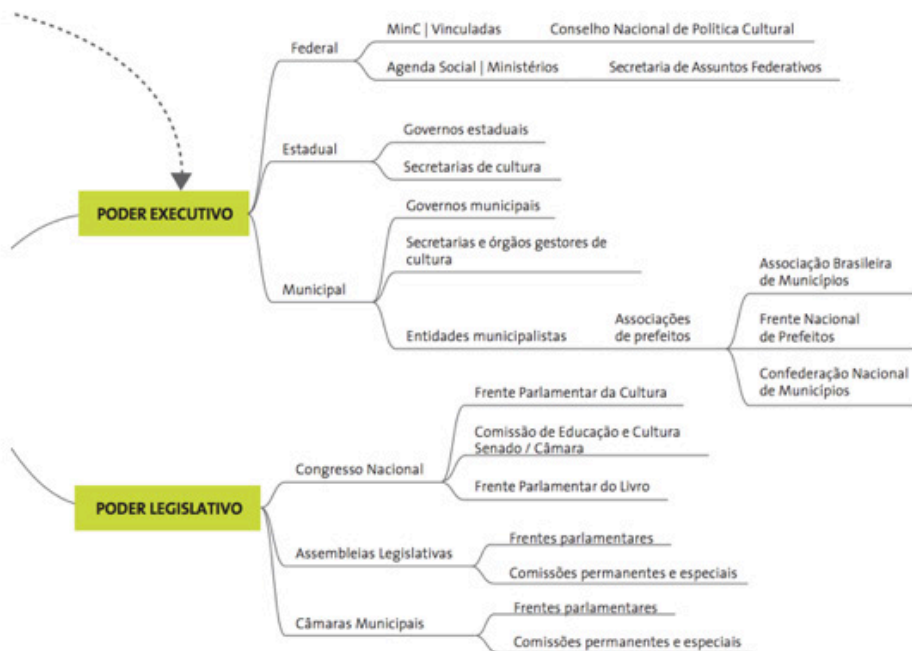 MinC | Vinculadas
Conselho Nacional de Política Cultural
Federal
Agenda Social | Ministérios
Secretaria de Assuntos Federativos
Governos estaduais
Estadual
Secretarias de cultura
PODER EXECUTIVO
Governos municipais
Secretarias e órgãos gestores de
cultura
Municipal
Entidades municipalistas
Associações
de prefeitos
Associação Brasileira
de Municípios
Frente Nacional
de Prefeitos
Confederação Nacional
de Municípios
Frente Parlamentar da Cultura
Comissão de Educação e Cultura
Senado / Câmara
Congresso Nacional
Frente Parlamentar do Livro
PODER LEGISLATIVO
Frentes parlamentares
Assembleias Legislativas
Comissões permanentes e especiais
Frentes parlamentares
Câmaras Municipais
Comissões permanentes e especiais